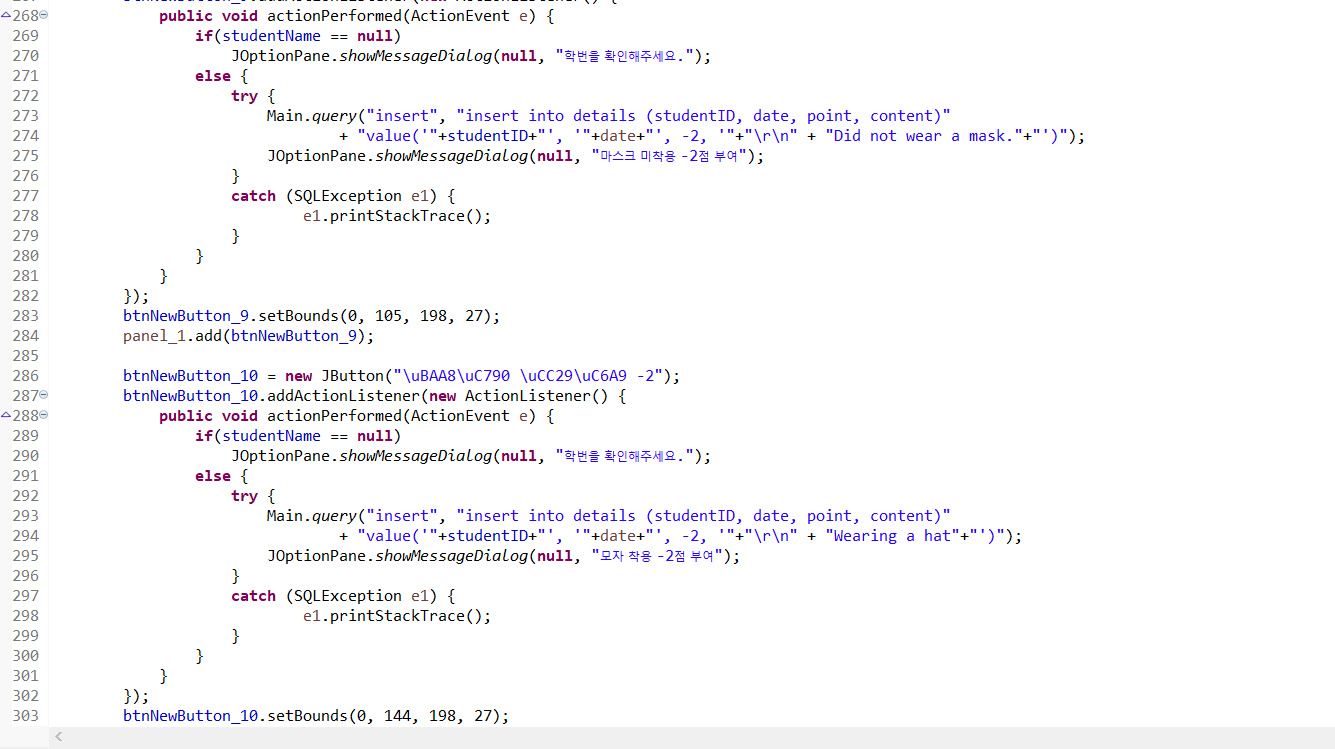 268 public void actionPerformed(ActionEvent e) {
269 if(studentName == null)
270 JOptionPane.showMessageDialog(null, "학번을 확인해주세요.");
271 else {
272 try {
273 Main.query("insert", "insert into details (studentID, date, point, content)"
274 + "value('"+studentID+"', '"+date+"', -2, '"+"\r\n" + "Did not wear a mask."+"')");
275 JOptionPane.showMessageDialog(null, "마스크 미착용 -2점 부여");
276 }
277 catch (SQLException e1) {
278 e1.printStackTrace();
279 }
280 }
281 }
282 });
283 btnNewButton_9.setBounds(0, 105, 198, 27);
284 panel_1.add(btnNewButton_9);
285
286 btnNewButton_10 = new JButton("\uBAA8\uC790 \uCC29\uC6A9 -2");
287 btnNewButton_10.addActionListener(new ActionListener() {
288 public void actionPerformed(ActionEvent e) {
289 if(studentName == null)
290 JOptionPane.showMessageDialog(null, "학번을 확인해주세요.");
291 else {
292 try {
293 Main.query("insert", "insert into details (studentID, date, point, content)"
294 + "value('"+studentID+"', '"+date+"', -2, '"+"\r\n" + "Wearing a hat"+"')");
295 JOptionPane.showMessageDialog(null, "모자 착용 -2점 부여");
296 }
297 catch (SQLException e1) {
298 e1.printStackTrace();
299 }
300 }
301 }
302 });
303 btnNewButton_10.setBounds(0, 144, 198, 27);